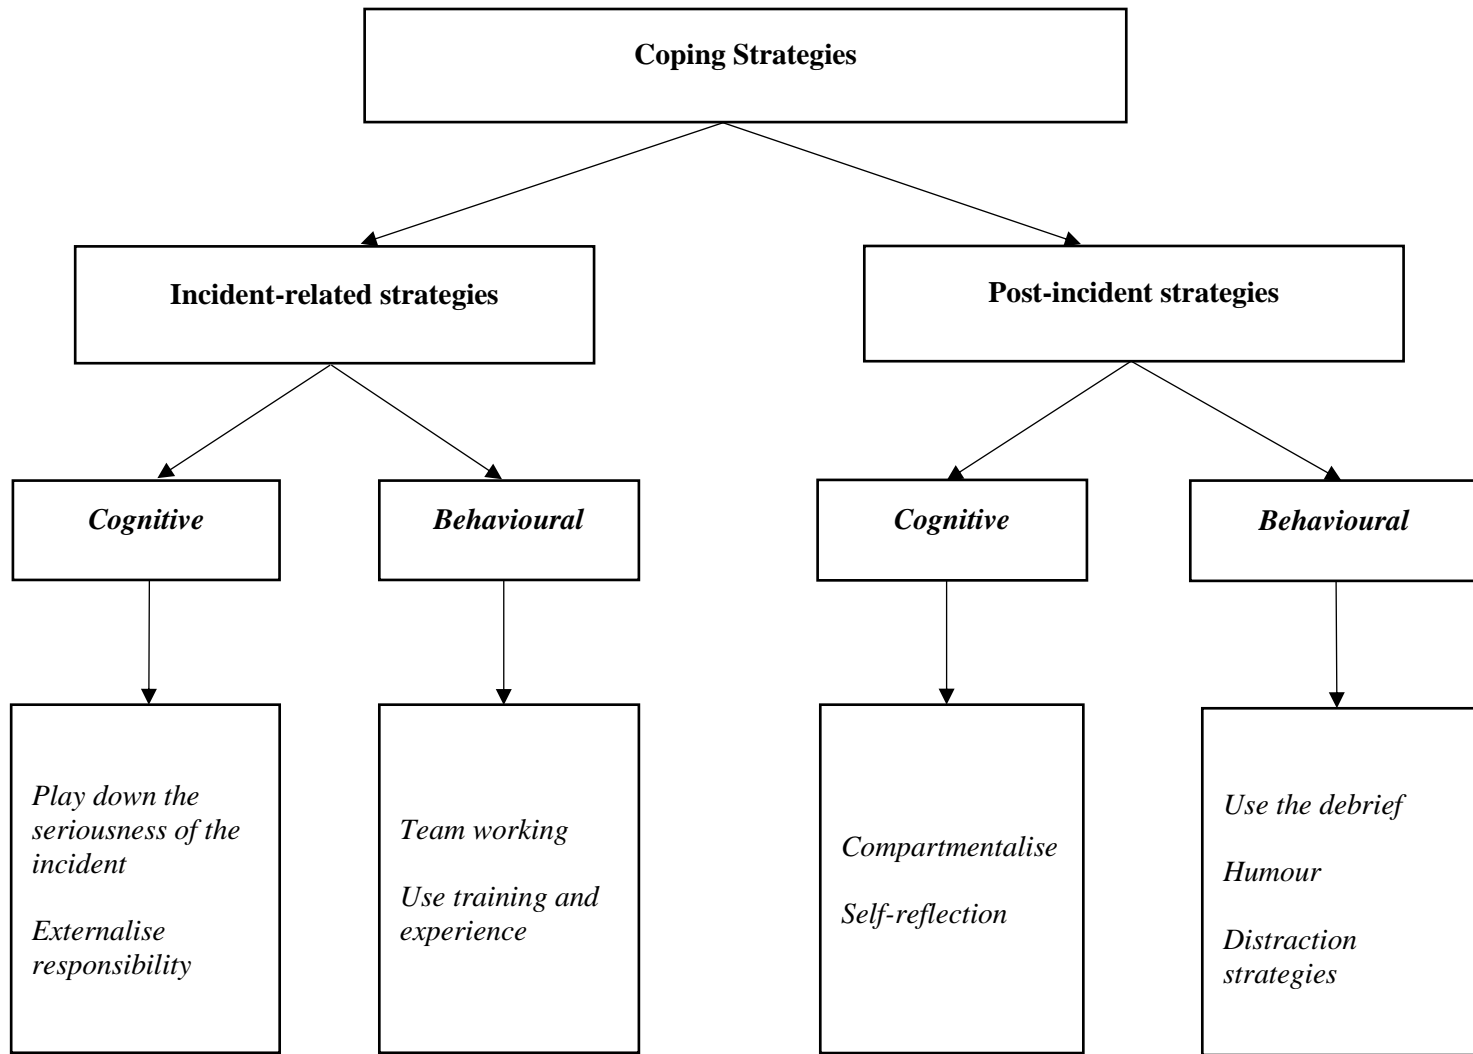 Coping Strategies
Incident-related strategies
Post-incident strategies
Cognitive
Behavioural
Cognitive
Behavioural
Play down the
seriousness of the
incident
Externalise
responsibility
Team working
Use training and
experience
Compartmentalise
Self-reflection
Use the debrief
Humour
Distraction
strategies